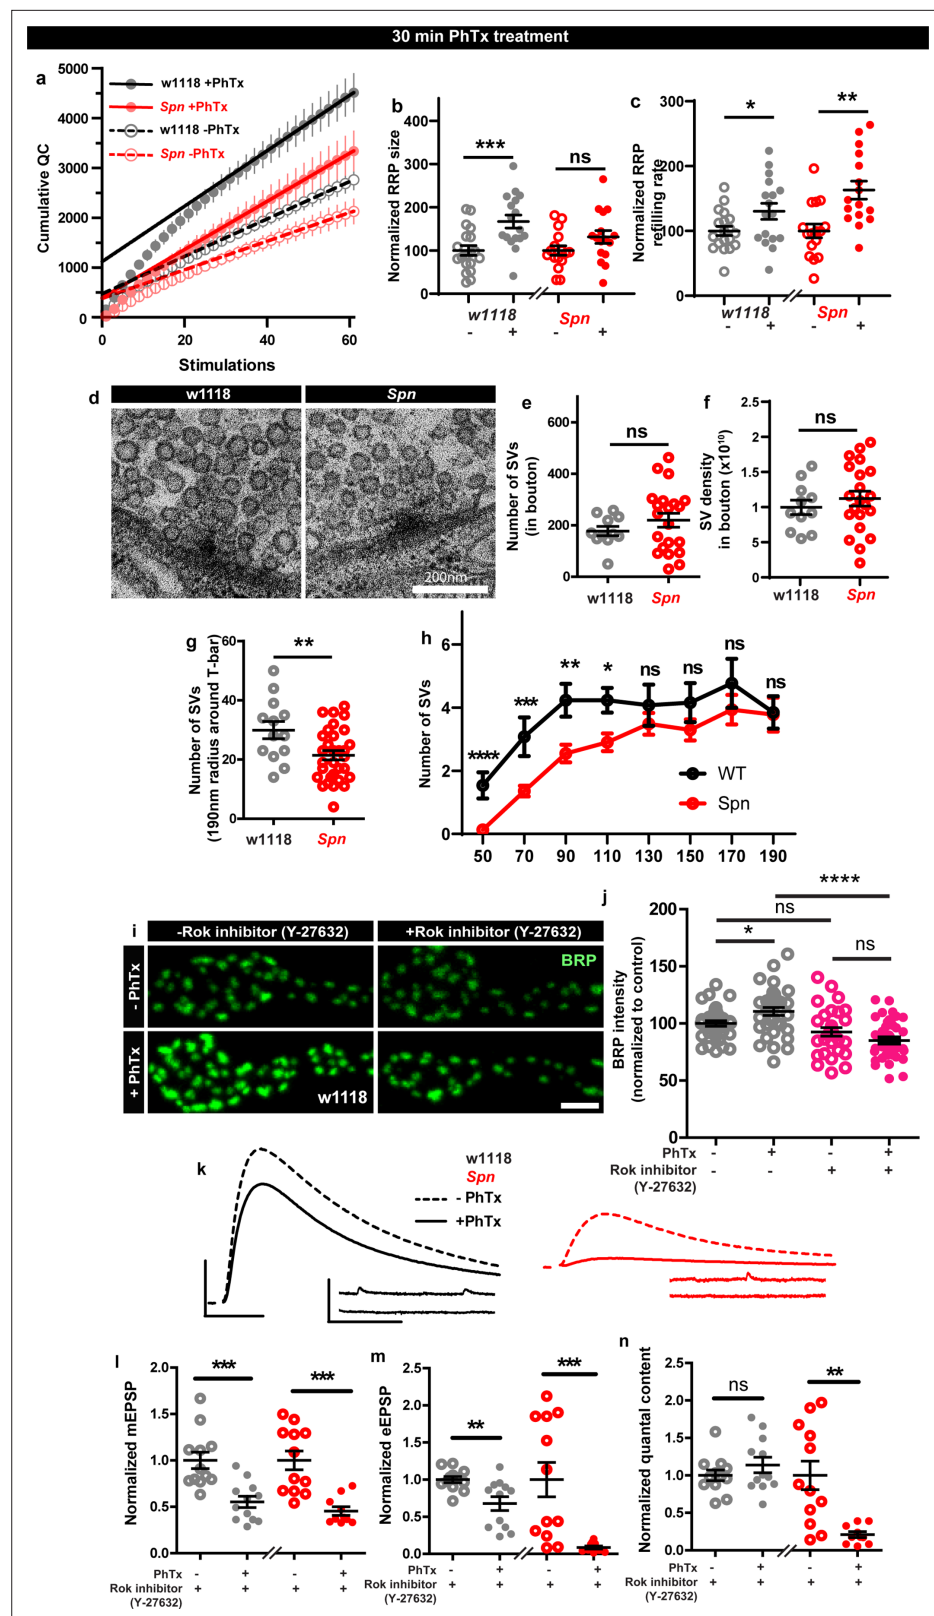 30 min PhTx treatment
a
5000
4000
3000
2000
1000
0
Cumulative QC
w1118 +PhTx
Spn +PhTx
w1118 -PhTx
Spn -PhTx
0 20 40 60
Stimulations
b
Normalized RRP size
400
300
200
100
0
*** ns
w1118 Spn
- + - +
c
Normalized RRP
refilling rate
300
200
100
0
* **
w1118 Spn
- + - +
d
w1118 Spn
200nm
e
Number of SVs
(in bouton)
600
400
200
0
ns
w1118 Spn
f
SV density
in bouton (x10¹⁰)
2.5
2
1.5
1
0.5
0
ns
w1118 Spn
g
Number of SVs
(190nm radius around T-bar)
60
40
20
0
**
w1118 Spn
h
Number of SVs
6
4
2
0
**** *** ** * ns ns ns ns
WT
Spn
50 70 90 110 130 150 170 190
i
-Rok inhibitor (Y-27632) +Rok inhibitor (Y-27632)
- PhTx
+ PhTx
BRP
w1118
j
BRP intensity
(normalized to control)
200
150
100
50
0
****
ns
* ns
PhTx - + - +
Rok inhibitor - - + +
(Y-27632)
k
w1118
Spn
- PhTx
+PhTx
l
Normalized mEPSP
2.0
1.5
1.0
0.5
0.0
*** ***
PhTx - + - +
Rok inhibitor + + + +
(Y-27632)
m
Normalized eEPSP
2.5
2.0
1.5
1.0
0.5
0.0
** ***
PhTx - + - +
Rok inhibitor + + + +
(Y-27632)
n
Normalized quantal content
2.5
2.0
1.5
1.0
0.5
0.0
ns **
PhTx - + - +
Rok inhibitor + + + +
(Y-27632)